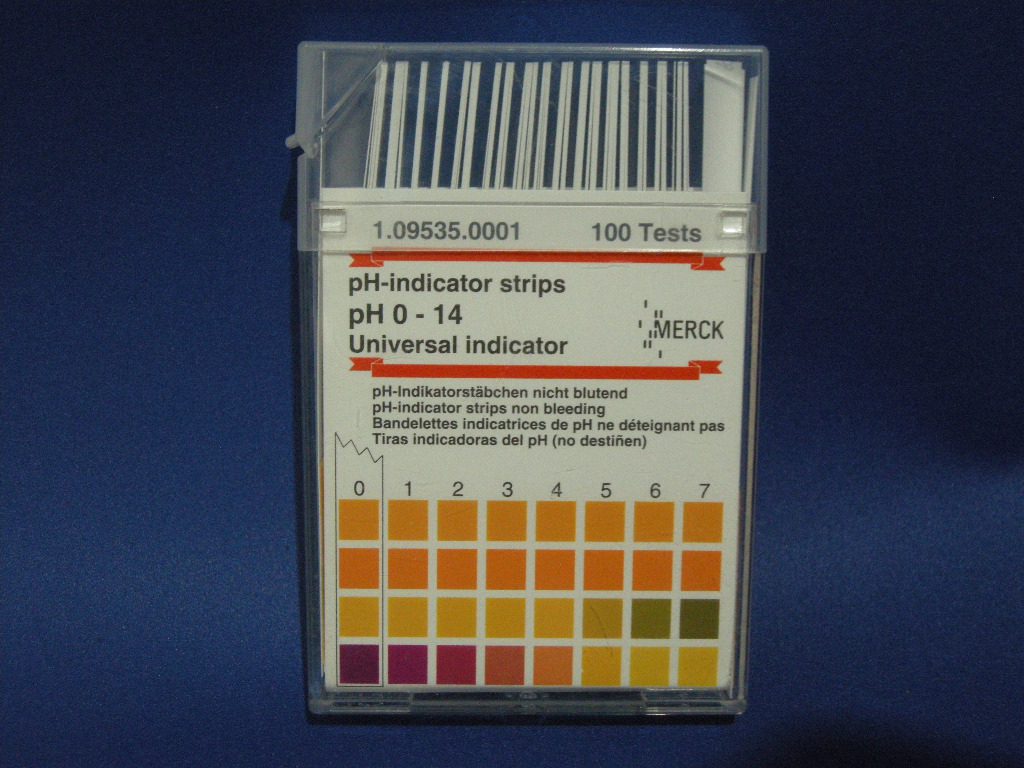 1.09535.0001 100 Tests
pH-indicator strips
pH 0 - 14
Universal indicator
MERCK
pH-Indikatorstäbchen nicht blutend
pH-indicator strips non bleeding
Bandelettes indicatrices de pH ne déteignant pas
Tiras indicadoras del pH (no destiñen)
0 1 2 3 4 5 6 7